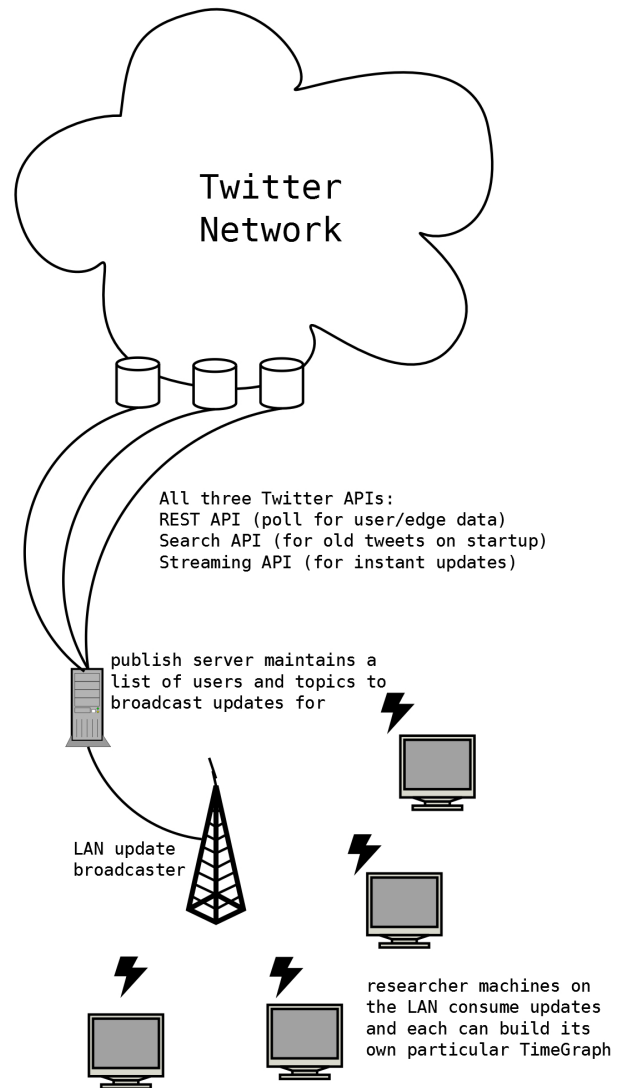 Twitter
Network
All three Twitter APIs:
REST API (poll for user/edge data)
Search API (for old tweets on startup)
Streaming API (for instant updates)
publish server maintains a
list of users and topics to
broadcast updates for
LAN update
broadcaster
researcher machines on
the LAN consume updates
and each can build its
own particular TimeGraph